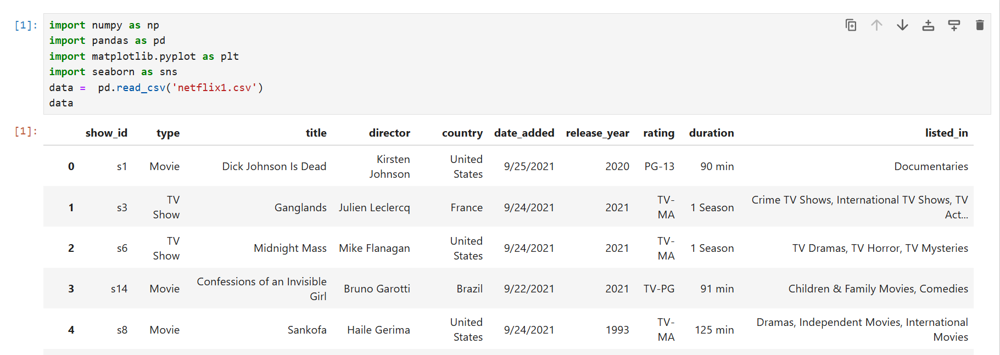 [1]:
import numpy as np
import pandas as pd
import matplotlib.pyplot as plt
import seaborn as sns
data =  pd.read_csv('netflix1.csv')
data
[1]:
show_id type title director country date_added release_year rating duration listed_in
0 s1 Movie Dick Johnson Is Dead Kirsten Johnson United States 9/25/2021 2020 PG-13 90 min Documentaries
1 s3 TV Show Ganglands Julien Leclercq France 9/24/2021 2021 TV-MA 1 Season Crime TV Shows, International TV Shows, TV Act...
2 s6 TV Show Midnight Mass Mike Flanagan United States 9/24/2021 2021 TV-MA 1 Season TV Dramas, TV Horror, TV Mysteries
3 s14 Movie Confessions of an Invisible Girl Bruno Garotti Brazil 9/22/2021 2021 TV-PG 91 min Children & Family Movies, Comedies
4 s8 Movie Sankofa Haile Gerima United States 9/24/2021 1993 TV-MA 125 min Dramas, Independent Movies, International Movies